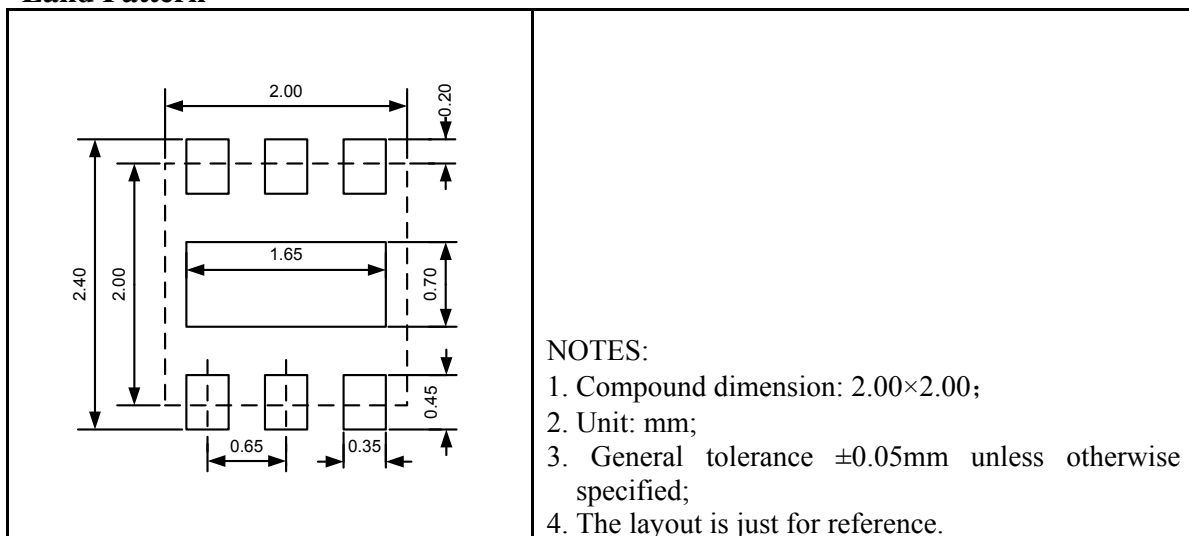 Land Pattern
2.00
0.20
2.40
2.00
1.65
0.70
0.45
0.65
0.35
NOTES:
1. Compound dimension: 2.00×2.00；
2. Unit: mm;
3. General tolerance ±0.05mm unless otherwise
specified;
4. The layout is just for reference.